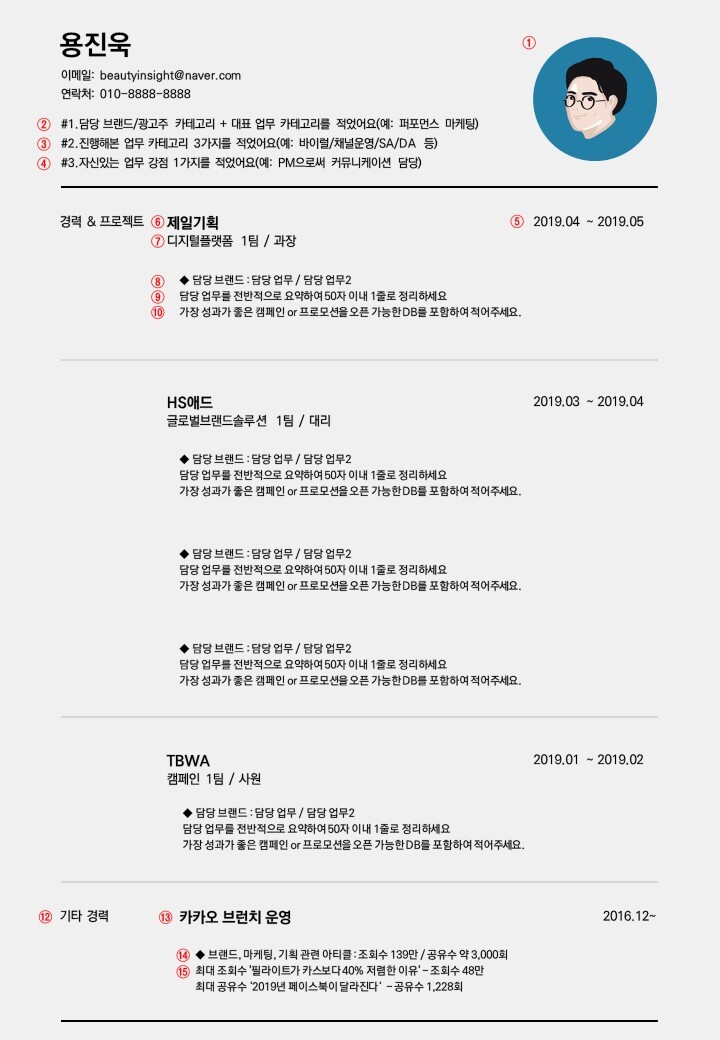 용진욱
①
이메일: beautyinsight@naver.com
연락처: 010-8888-8888
② #1.담당 브랜드/광고주 카테고리 + 대표 업무 카테고리를 적었어요(예: 퍼포먼스 마케팅)
③ #2.진행해본 업무 카테고리 3가지를 적었어요(예: 바이럴/채널운영/SA/DA 등)
④ #3.자신있는 업무 강점 1가지를 적었어요(예: PM으로써 커뮤니케이션 담당)
경력 & 프로젝트 ⑥ 제일기획 ⑤ 2019.04 ~ 2019.05
⑦ 디지털플랫폼 1팀 / 과장
⑧ ◆ 담당 브랜드 : 담당 업무 / 담당 업무2
⑨ 담당 업무를 전반적으로 요약하여 50자 이내 1줄로 정리하세요
⑩ 가장 성과가 좋은 캠페인 or 프로모션을 오픈 가능한 DB를 포함하여 적어주세요.
HS애드 2019.03 ~ 2019.04
글로벌브랜드솔루션 1팀 / 대리
◆ 담당 브랜드 : 담당 업무 / 담당 업무2
담당 업무를 전반적으로 요약하여 50자 이내 1줄로 정리하세요
가장 성과가 좋은 캠페인 or 프로모션을 오픈 가능한 DB를 포함하여 적어주세요.
◆ 담당 브랜드 : 담당 업무 / 담당 업무2
담당 업무를 전반적으로 요약하여 50자 이내 1줄로 정리하세요
가장 성과가 좋은 캠페인 or 프로모션을 오픈 가능한 DB를 포함하여 적어주세요.
◆ 담당 브랜드 : 담당 업무 / 담당 업무2
담당 업무를 전반적으로 요약하여 50자 이내 1줄로 정리하세요
가장 성과가 좋은 캠페인 or 프로모션을 오픈 가능한 DB를 포함하여 적어주세요.
TBWA 2019.01 ~ 2019.02
캠페인 1팀 / 사원
◆ 담당 브랜드 : 담당 업무 / 담당 업무2
담당 업무를 전반적으로 요약하여 50자 이내 1줄로 정리하세요
가장 성과가 좋은 캠페인 or 프로모션을 오픈 가능한 DB를 포함하여 적어주세요.
⑫ 기타 경력 ⑬ 카카오 브런치 운영 2016.12~
⑭ ◆ 브랜드, 마케팅, 기획 관련 아티클 : 조회수 139만 / 공유수 약 3,000회
⑮ 최대 조회수 '필라이트가 카스보다 40% 저렴한 이유' – 조회수 48만
최대 공유수 '2019년 페이스북이 달라진다' – 공유수 1,228회